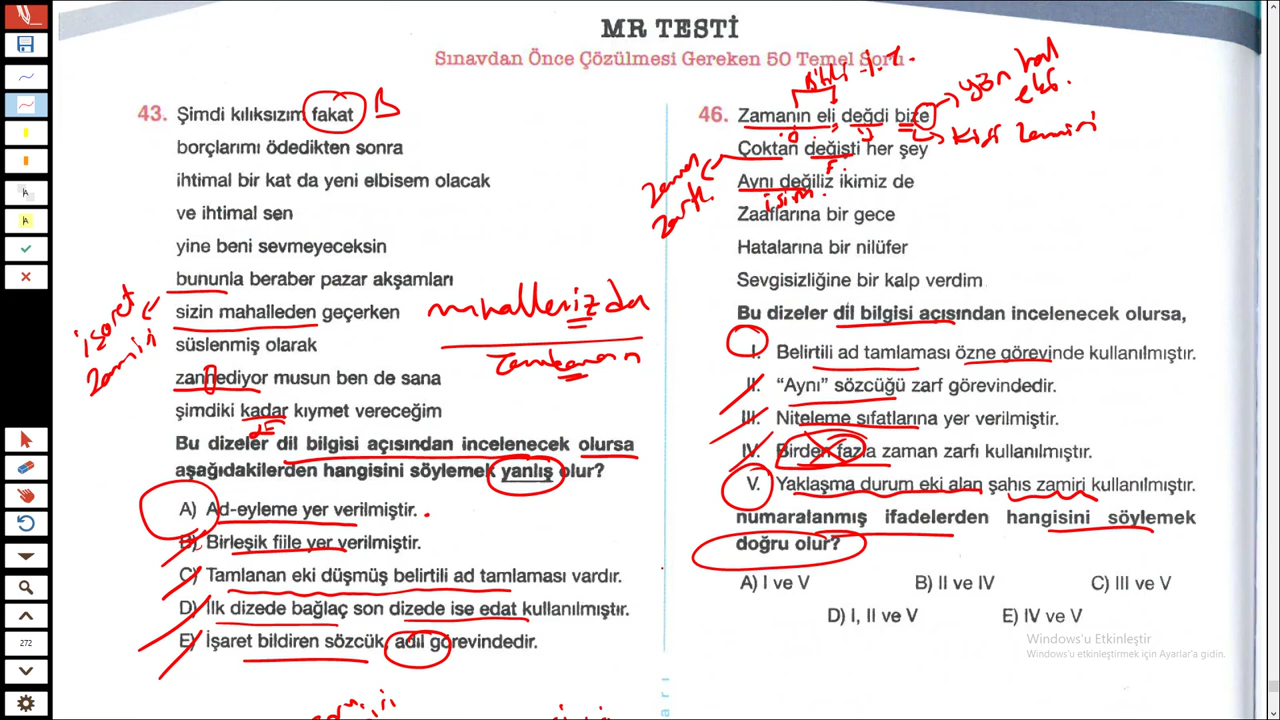 MR TESTİ
Sınavdan Önce Çözülmesi Gereken 50 Temel Soru
43. Şimdi kılıksızım fakat
borçlarımı ödedikten sonra
ihtimal bir kat da yeni elbisem olacak
ve ihtimal sen
yine beni sevmeyeceksin
bununla beraber pazar akşamları
sizin mahalleden geçerken
süslenmiş olarak
zannediyor musun ben de sana
şimdiki kadar kıymet vereceğim
Bu dizeler dil bilgisi açısından incelenecek olursa
aşağıdakilerden hangisini söylemek yanlış olur?
A) Ad-eyleme yer verilmiştir.
B) Birleşik fiile yer verilmiştir.
C) Tamlanan eki düşmüş belirtili ad tamlaması vardır.
D) İlk dizede bağlaç son dizede ise edat kullanılmıştır.
E) İşaret bildiren sözcük, adıl görevindedir.
B
işaret
zamiri
mahallenizden
tamlanan
46. Zamanın eli değdi bize
Çoktan değişti her şey
Aynı değiliz ikimiz de
Zaaflarına bir gece
Hatalarına bir nilüfer
Sevgisizliğine bir kalp verdim
Bu dizeler dil bilgisi açısından incelenecek olursa,
I. Belirtili ad tamlaması özne görevinde kullanılmıştır.
II. “Aynı” sözcüğü zarf görevindedir.
III. Niteleme sıfatlarına yer verilmiştir.
IV. Birden fazla zaman zarfı kullanılmıştır.
V. Yaklaşma durum eki alan şahıs zamiri kullanılmıştır.
numaralanmış ifadelerden hangisini söylemek
doğru olur?
A) I ve V B) II ve IV C) III ve V
D) I, II ve V E) IV ve V
yön hal
eki.
kişi zamiri
zaman
zarfı.
isim.
Windows'u Etkinleştir
Windows'u etkinleştirmek için Ayarlar'a gidin.
272